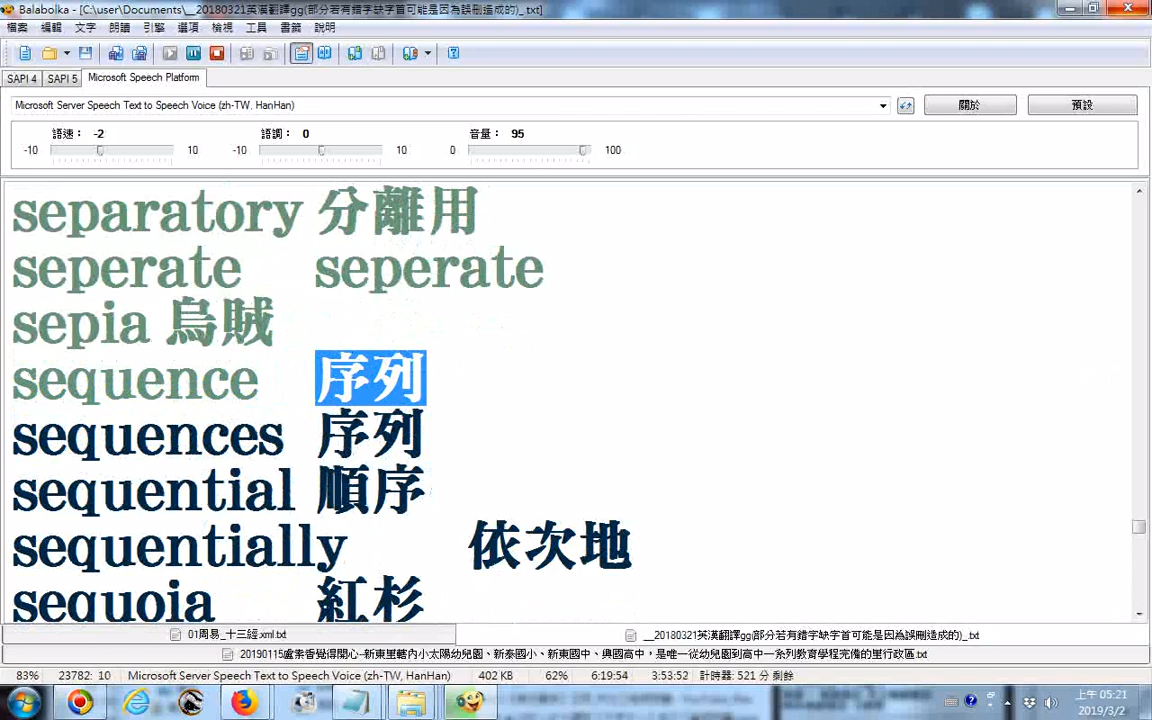 Balabolka - [C:\user\Documents\__20180321英漢翻譯gg(部分若有錯字缺字首可能是因為誤刪造成的)_.txt]
檔案 編輯 文字 朗讀 引擎 選項 檢視 工具 書籤 說明
SAPI 4 SAPI 5 Microsoft Speech Platform
Microsoft Server Speech Text to Speech Voice (zh-TW, HanHan) 關於 預設
語速： -2 語調： 0 音量： 95
-10 10 -10 10 0 100
separatory 分離用
seperate seperate
sepia 烏賊
sequence 序列
sequences 序列
sequential 順序
sequentially 依次地
sequoia 紅杉
01周易_十三經.xml.txt __20180321英漢翻譯gg(部分若有錯字缺字首可能是因為誤刪造成的)_.txt
20190115盧素香覺得開心-新東里轄內小太陽幼兒園、新泰國小、新東國中、興國高中，是唯一從幼兒園到高中一系列教育學程完備的里行政區.txt
83% 23782: 10 Microsoft Server Speech Text to Speech Voice (zh-TW, HanHan) 402 KB 62% 6:19:54 3:53:52 計時器: 521 分 剩餘
上午 05:21
2019/3/2